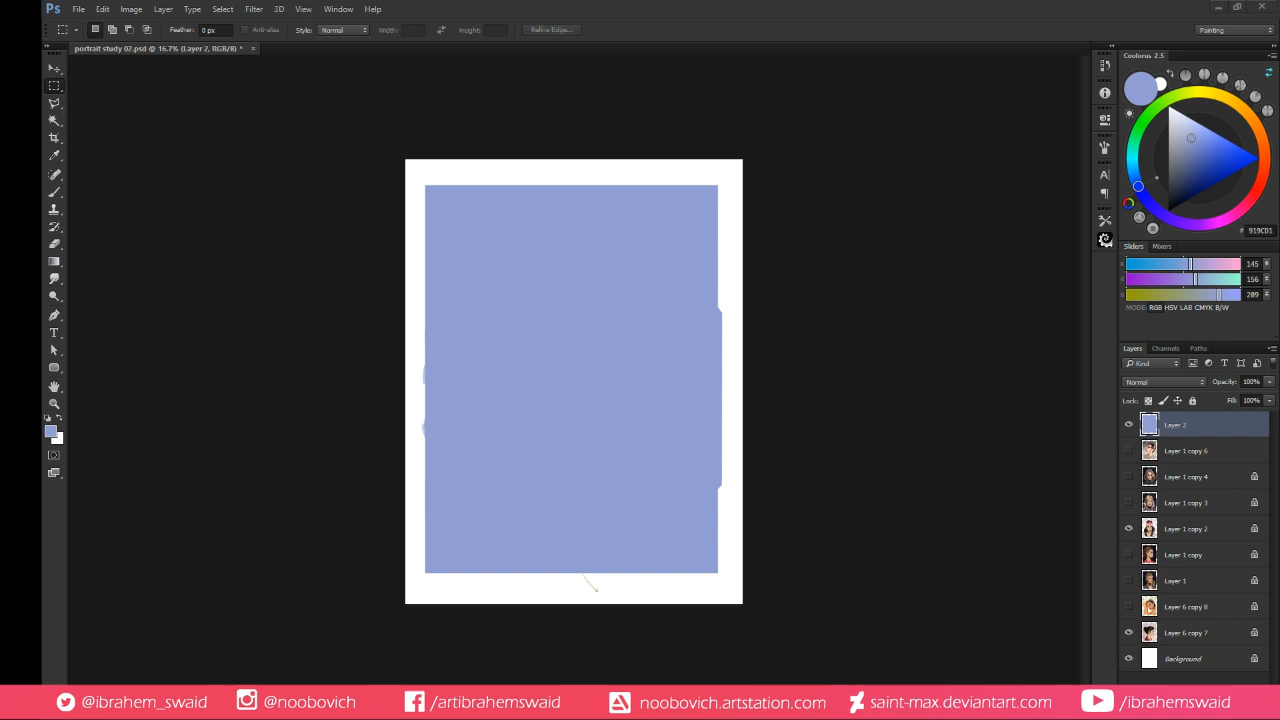 Ps File Edit Image Layer Type Select Filter 3D View Window Help
Feather: 0 px Anti-alias Style: Normal Width: Height: Refine Edge... Painting
portrait study 02.psd @ 16.7% (Layer 2, RGB/8) *
Coolorus 2.5
# 919CD1
Sliders Mixers
R 145
G 156
B 209
MODE: RGB HSV LAB CMYK B/W
Layers Channels Paths
Kind
Normal Opacity: 100%
Lock: Fill: 100%
Layer 2
Layer 1 copy 6
Layer 1 copy 4
Layer 1 copy 3
Layer 1 copy 2
Layer 1 copy
Layer 1
Layer 6 copy 8
Layer 6 copy 7
Background
@ibrahem_swaid @noobovich /artibrahemswaid noobovich.artstation.com saint-max.deviantart.com /ibrahemswaid